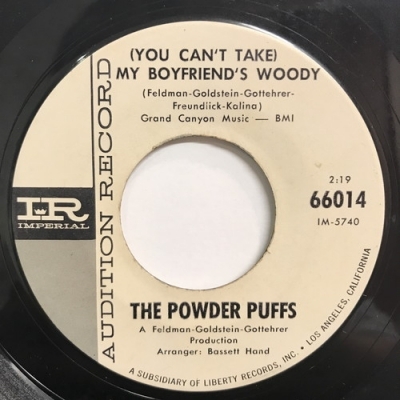 (YOU CAN'T TAKE)
MY BOYFRIEND'S WOODY
(Feldman-Goldstein-Gottehrer-
Freundlick-Kalina)
Grand Canyon Music — BMI
2:19
66014
IM-5740
IR
IMPERIAL
AUDITION RECORD
THE POWDER PUFFS
A Feldman-Goldstein-Gottehrer
Production
Arranger: Bassett Hand
A SUBSIDIARY OF LIBERTY RECORDS, INC. • LOS ANGELES, CALIFORNIA